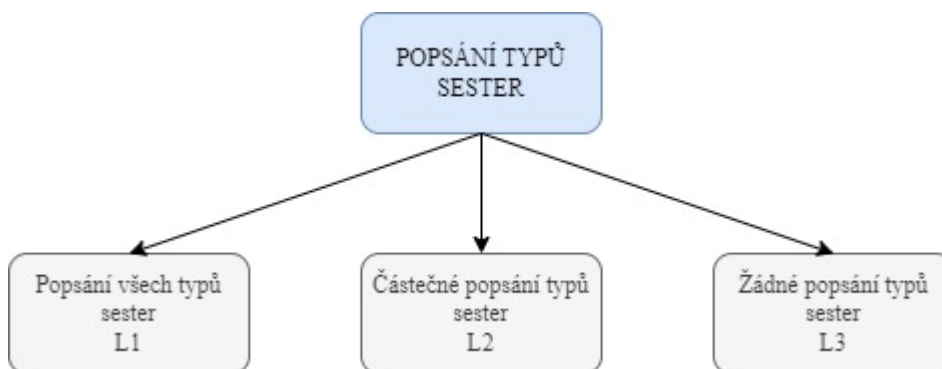 POPSÁNÍ TYPŮ
SESTER
Popsání všech typů
sester
L1
Částečné popsání typů
sester
L2
Žádné popsání typů
sester
L3